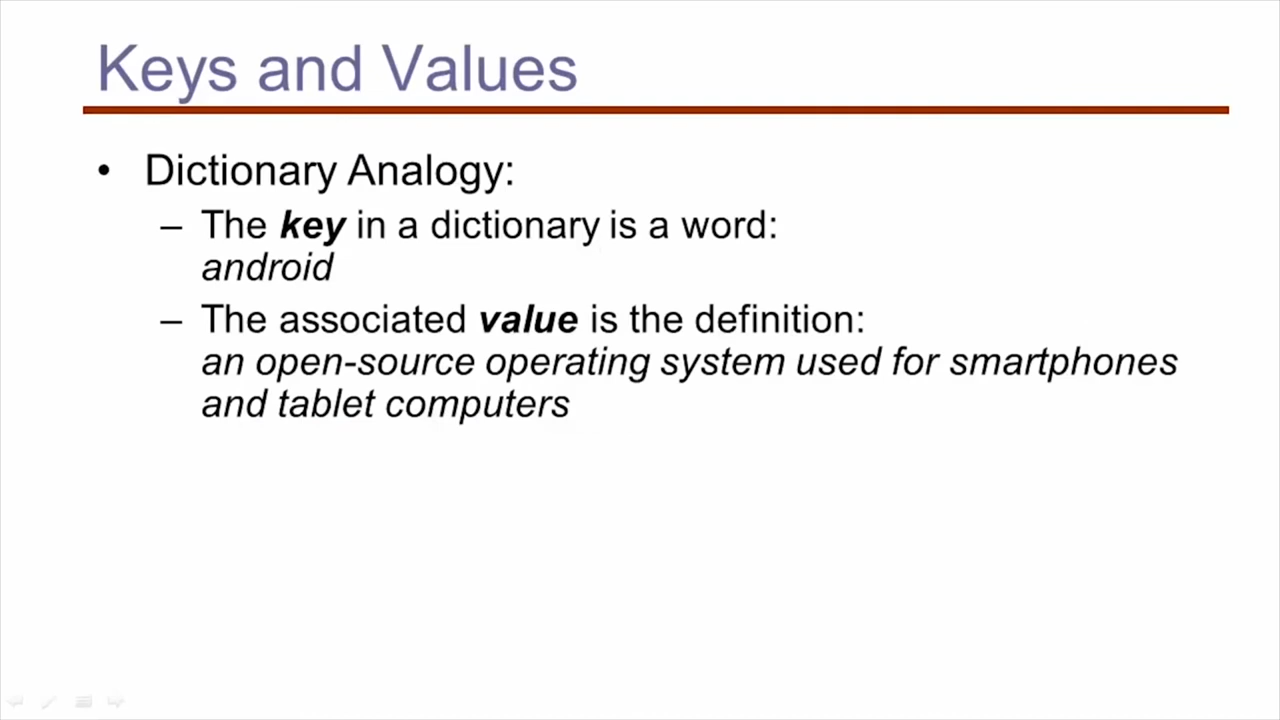 Keys and Values
• Dictionary Analogy:
– The key in a dictionary is a word:
android
– The associated value is the definition:
an open-source operating system used for smartphones
and tablet computers